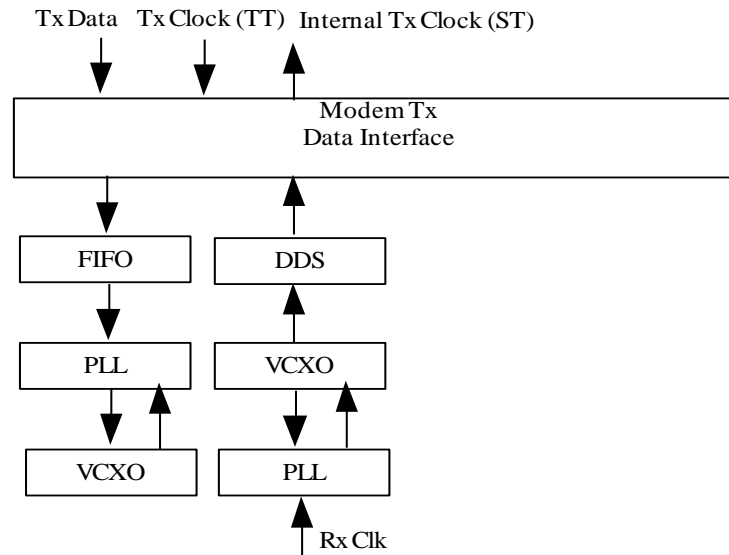 Tx Data Tx Clock (TT) Internal Tx Clock (ST)
Modem Tx
Data Interface
FIFO DDS
PLL VCXO
VCXO PLL
Rx Clk